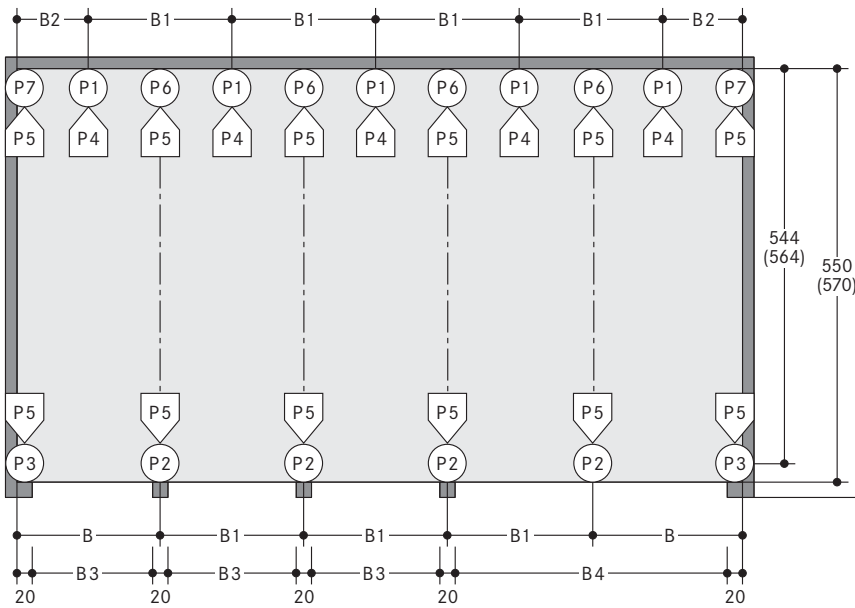 B2 B1 B1 B1 B1 B2
P7 P1 P6 P1 P6 P1 P6 P1 P6 P1 P7
P5 P4 P5 P4 P5 P4 P5 P4 P5 P4 P5
544
(564)
550
(570)
P5 P5 P5 P5 P5 P5
P3 P2 P2 P2 P2 P3
B B1 B1 B1 B
B3 B3 B3 B4
20 20 20 20 20